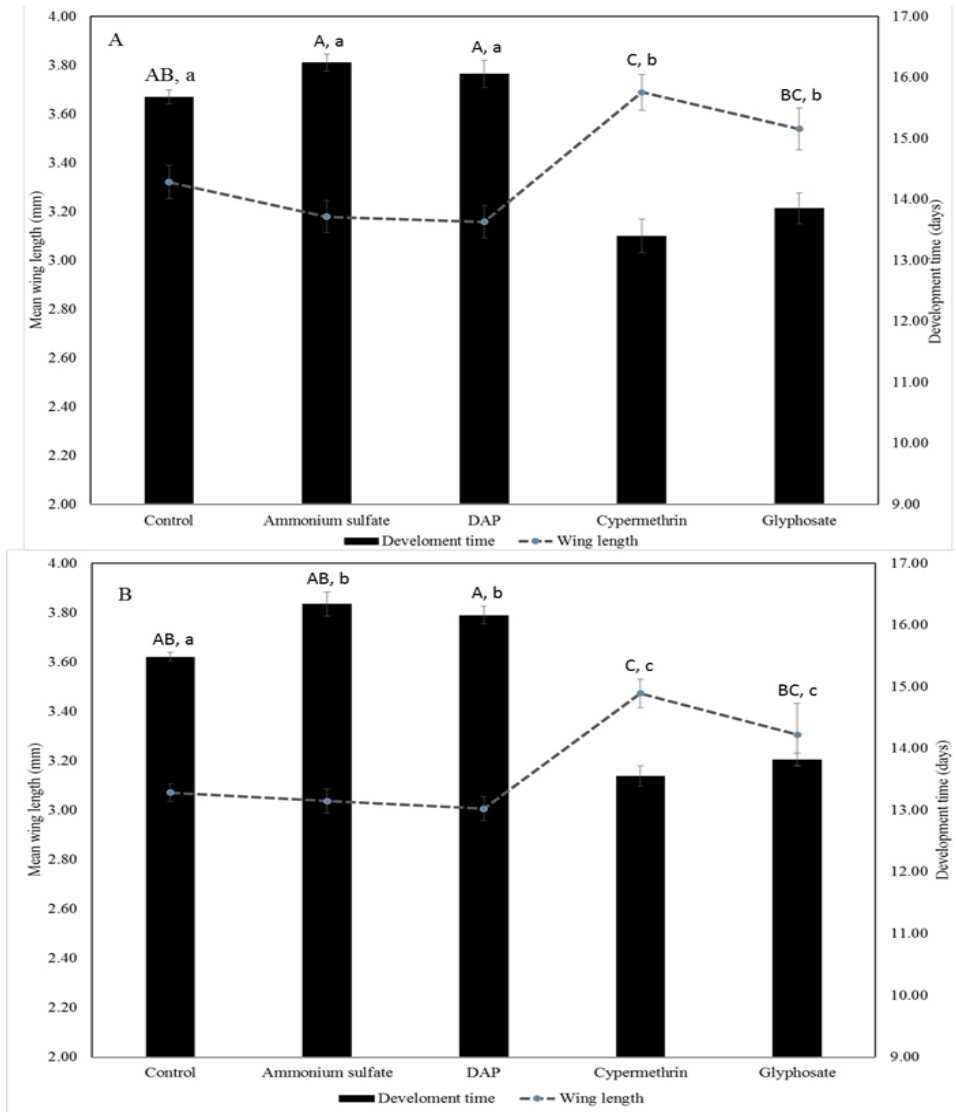 A
4.00
3.80
3.60
3.40
3.20
3.00
2.80
2.60
2.40
2.20
2.00
Mean wing length (mm)
17.00
16.00
15.00
14.00
13.00
12.00
11.00
10.00
9.00
Development time (days)
AB, a
A, a
A, a
C, b
BC, b
Control
Ammonium sulfate
DAP
Cypermethrin
Glyphosate
Develoment time
Wing length
B
4.00
3.80
3.60
3.40
3.20
3.00
2.80
2.60
2.40
2.20
2.00
Mean wing length (mm)
17.00
16.00
15.00
14.00
13.00
12.00
11.00
10.00
9.00
Development time (days)
AB, a
AB, b
A, b
C, c
BC, c
Control
Ammonium sulfate
DAP
Cypermethrin
Glyphosate
Develoment time
Wing length